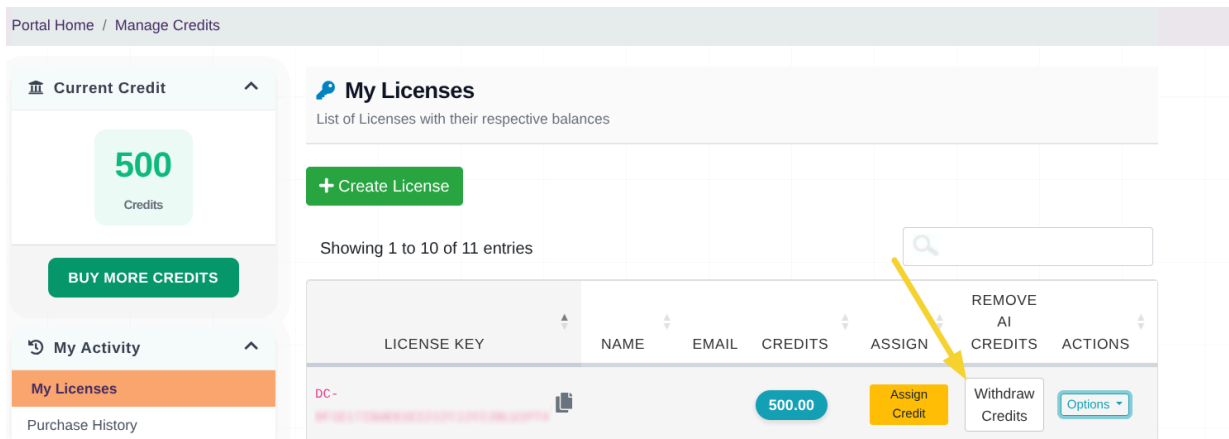 Portal Home / Manage Credits
Current Credit
500
Credits
BUY MORE CREDITS
My Activity
My Licenses
Purchase History
My Licenses
List of Licenses with their respective balances
Create License
Showing 1 to 10 of 11 entries
LICENSE KEY NAME EMAIL CREDITS ASSIGN REMOVE AI CREDITS ACTIONS
DC-
500.00
Assign
Credit
Withdraw
Credits
Options